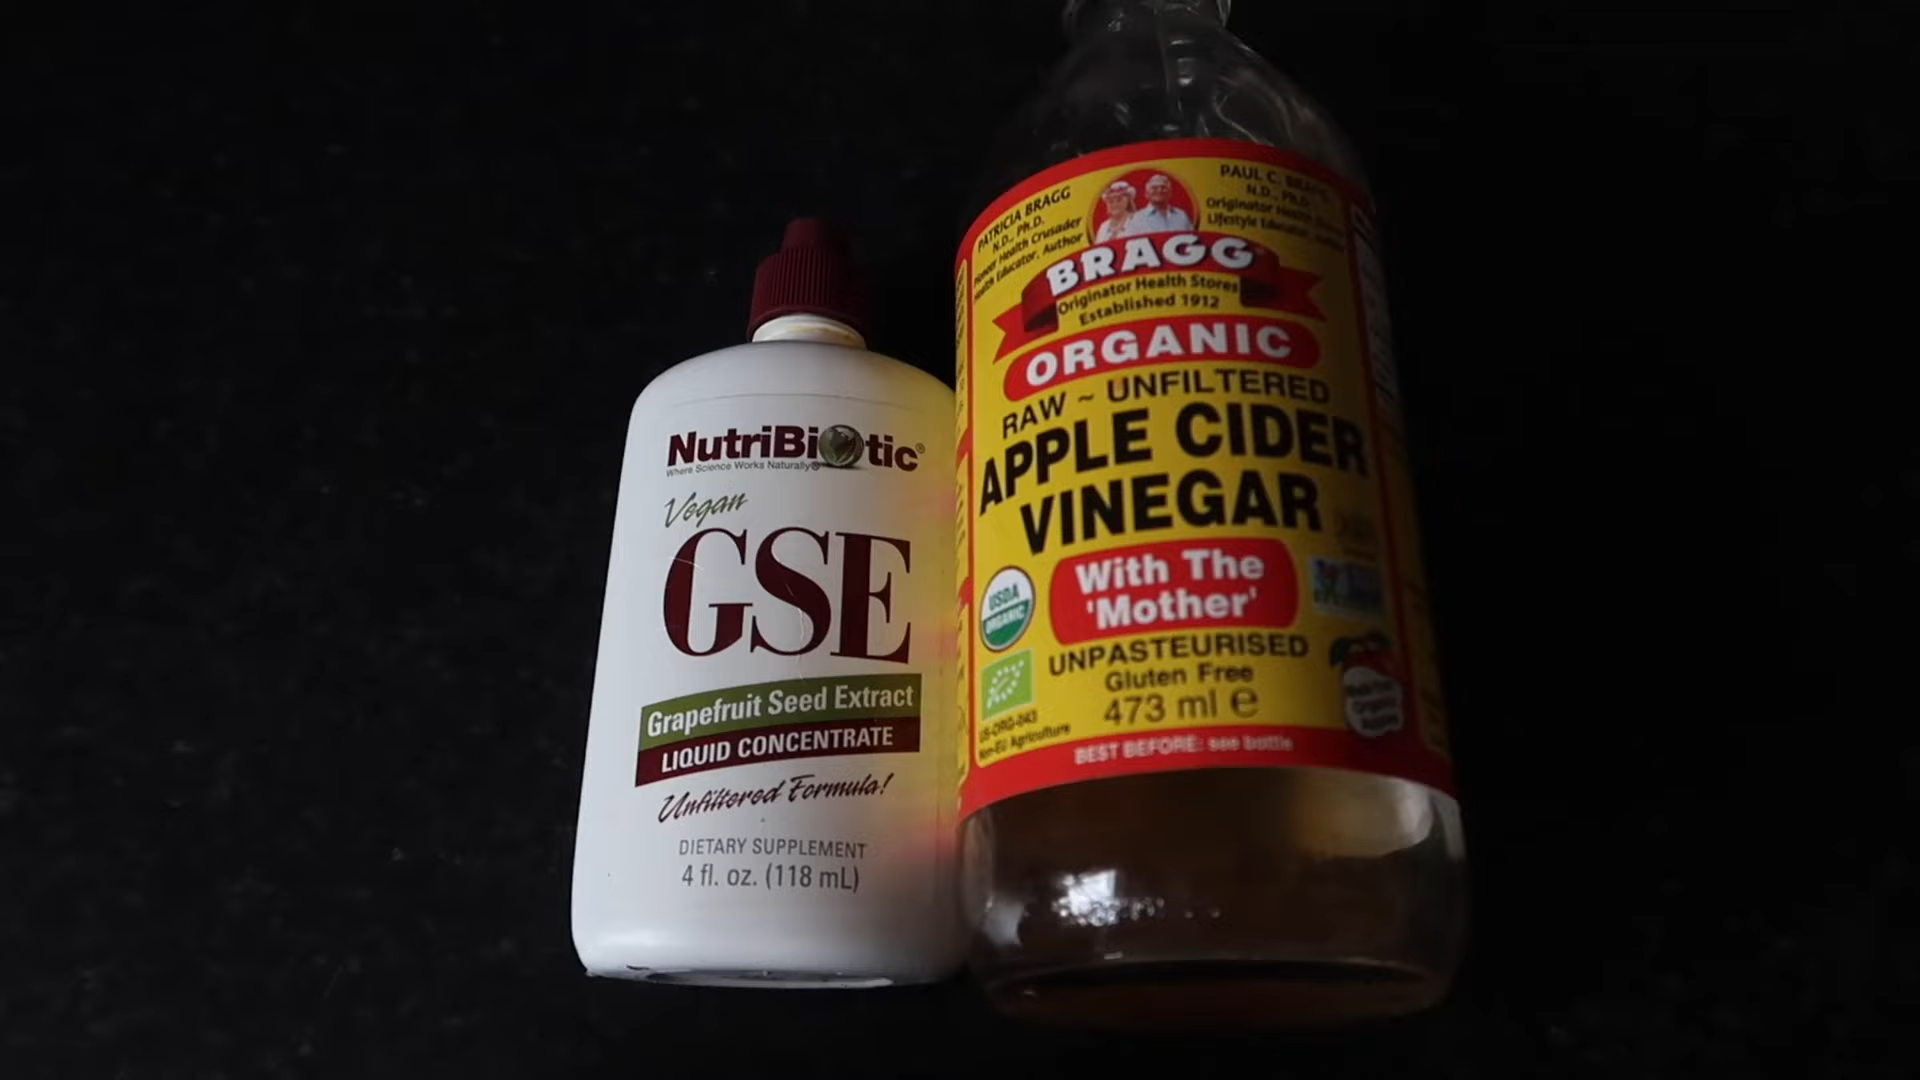 NutriBiotic®
Where Science Works Naturally®
Vegan
GSE
Grapefruit Seed Extract
LIQUID CONCENTRATE
Unfiltered Formula!
DIETARY SUPPLEMENT
4 fl. oz. (118 mL)
PATRICIA BRAGG
N.D., Ph.D.
Pioneer Health Crusader
Health Educator, Author
PAUL C. BRAGG
N.D., Ph.D.
Originator Health
Lifestyle Educator,
BRAGG
Originator Health Stores
Established 1912
ORGANIC
RAW ~ UNFILTERED
APPLE CIDER
VINEGAR
With The
'Mother'
USDA
ORGANIC
UNPASTEURISED
Gluten Free
473 ml e
US-ORG-043
Non-EU Agriculture
BEST BEFORE: see bottle